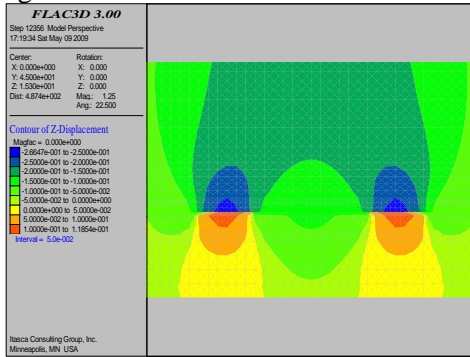 FLAC3D 3.00
Step 12356 Model Perspective
17:19:34 Sat May 09 2009
Center: Rotation:
X: 0.000e+000 X: 0.000
Y: 4.500e+001 Y: 0.000
Z: 1.530e+001 Z: 0.000
Dist: 4.874e+002 Mag.: 1.25
Ang.: 22.500
Contour of Z-Displacement
Magfac = 0.000e+000
-2.6647e-001 to -2.5000e-001
-2.5000e-001 to -2.0000e-001
-2.0000e-001 to -1.5000e-001
-1.5000e-001 to -1.0000e-001
-1.0000e-001 to -5.0000e-002
-5.0000e-002 to 0.0000e+000
0.0000e+000 to 5.0000e-002
5.0000e-002 to 1.0000e-001
1.0000e-001 to 1.1854e-001
Interval = 5.0e-002
Itasca Consulting Group, Inc.
Minneapolis, MN USA